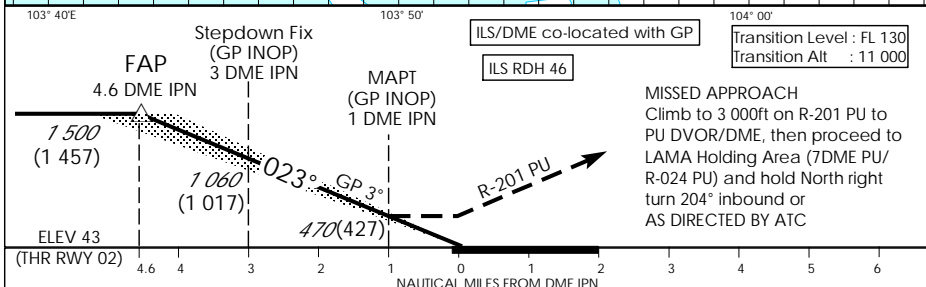 103° 40'E
103° 50'
104° 00'
Stepdown Fix
(GP INOP)
3 DME IPN
FAP
4.6 DME IPN
MAPT
(GP INOP)
1 DME IPN
ILS/DME co-located with GP
ILS RDH 46
Transition Level : FL 130
Transition Alt : 11 000
MISSED APPROACH
Climb to 3 000ft on R-201 PU to
PU DVOR/DME, then proceed to
LAMA Holding Area (7DME PU/
R-024 PU) and hold North right
turn 204° inbound or
AS DIRECTED BY ATC
1 500
(1 457)
1 060
(1 017)
023°
GP 3°
R-201 PU
470(427)
ELEV 43
(THR RWY 02)
4.6 4 3 2 1 0 1 2 3 4 5 6
NAUTICAL MILES FROM DME IPN